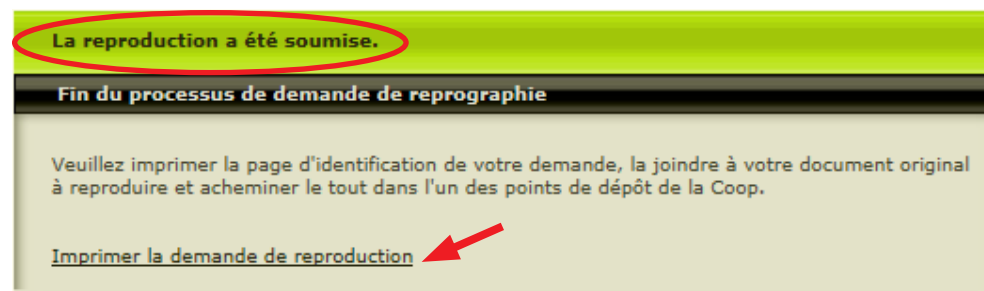 La reproduction a été soumise.
Fin du processus de demande de reprographie
Veuillez imprimer la page d'identification de votre demande, la joindre à votre document original
à reproduire et acheminer le tout dans l'un des points de dépôt de la Coop.
Imprimer la demande de reproduction